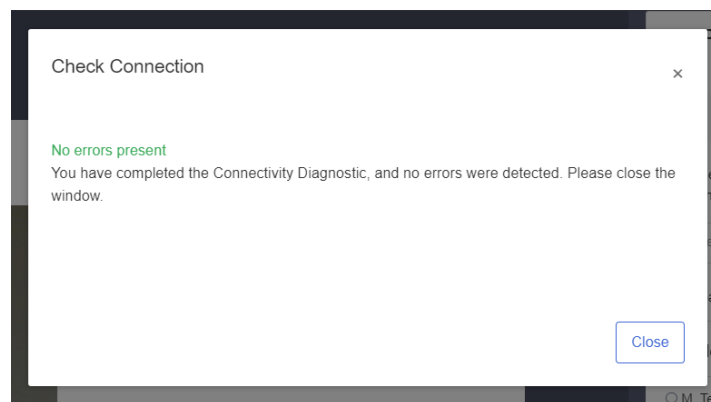 Check Connection
×
No errors present
You have completed the Connectivity Diagnostic, and no errors were detected. Please close the
window.
Close